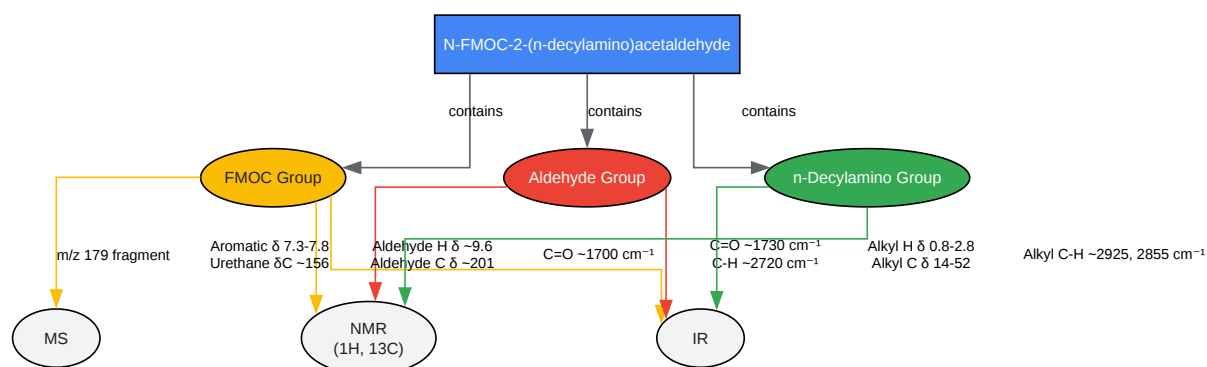 N-FMOC-2-(n-decylamino)acetaldehyde
contains
contains
contains
FMOC Group
Aldehyde Group
n-Decylamino Group
m/z 179 fragment
Aromatic δ 7.3-7.8
Urethane δC ~156
Aldehyde H δ ~9.6
Aldehyde C δ ~201
C=O ~1700 cm⁻¹
C=O ~1730 cm⁻¹
C-H ~2720 cm⁻¹
Alkyl H δ 0.8-2.8
Alkyl C δ 14-52
Alkyl C-H ~2925, 2855 cm⁻¹
MS
NMR
(1H, 13C)
IR